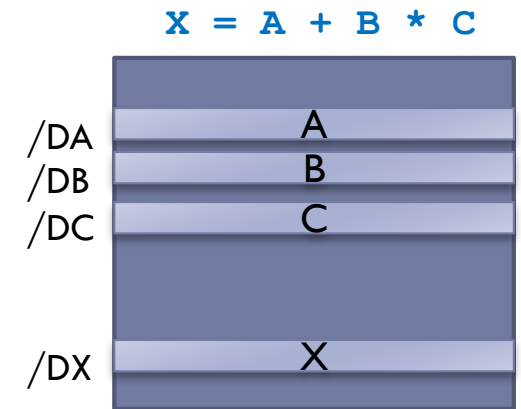 X = A + B * C
/DA A
/DB B
/DC C
/DX X